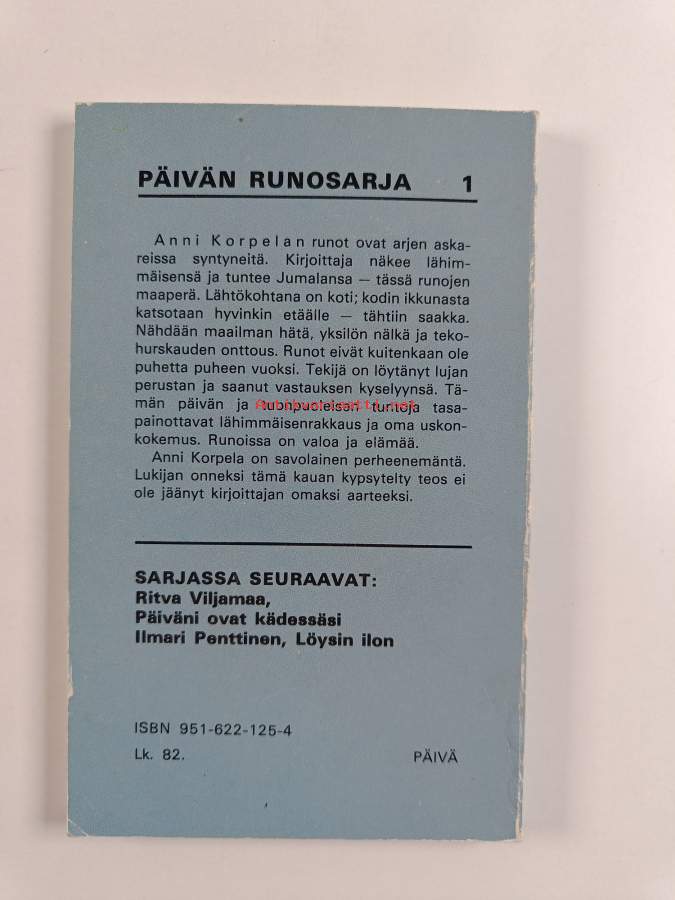 PÄIVÄN RUNOSARJA 1
Anni Korpelan runot ovat arjen aska-
reissa syntyneitä. Kirjoittaja näkee lähim-
mäisensä ja tuntee Jumalansa — tässä runojen
maaperä. Lähtökohtana on koti; kodin ikkunasta
katsotaan hyvinkin etäälle — tähtiin saakka.
Nähdään maailman hätä, yksilön nälkä ja teko-
hurskauden onttous. Runot eivät kuitenkaan ole
puhetta puheen vuoksi. Tekijä on löytänyt lujan
perustan ja saanut vastauksen kyselyynsä. Tä-
män päivän ja tuonpuoleisen tuntoja tasa-
Antikvariaatti.net
painottavat lähimmäisenrakkaus ja oma uskon-
kokemus. Runoissa on valoa ja elämää.
Anni Korpela on savolainen perheenemäntä.
Lukijan onneksi tämä kauan kypsytelty teos ei
ole jäänyt kirjoittajan omaksi aarteeksi.
SARJASSA SEURAAVAT:
Ritva Viljamaa,
Päiväni ovat kädessäsi
Ilmari Penttinen, Löysin ilon
ISBN 951-622-125-4
Lk. 82. PÄIVÄ